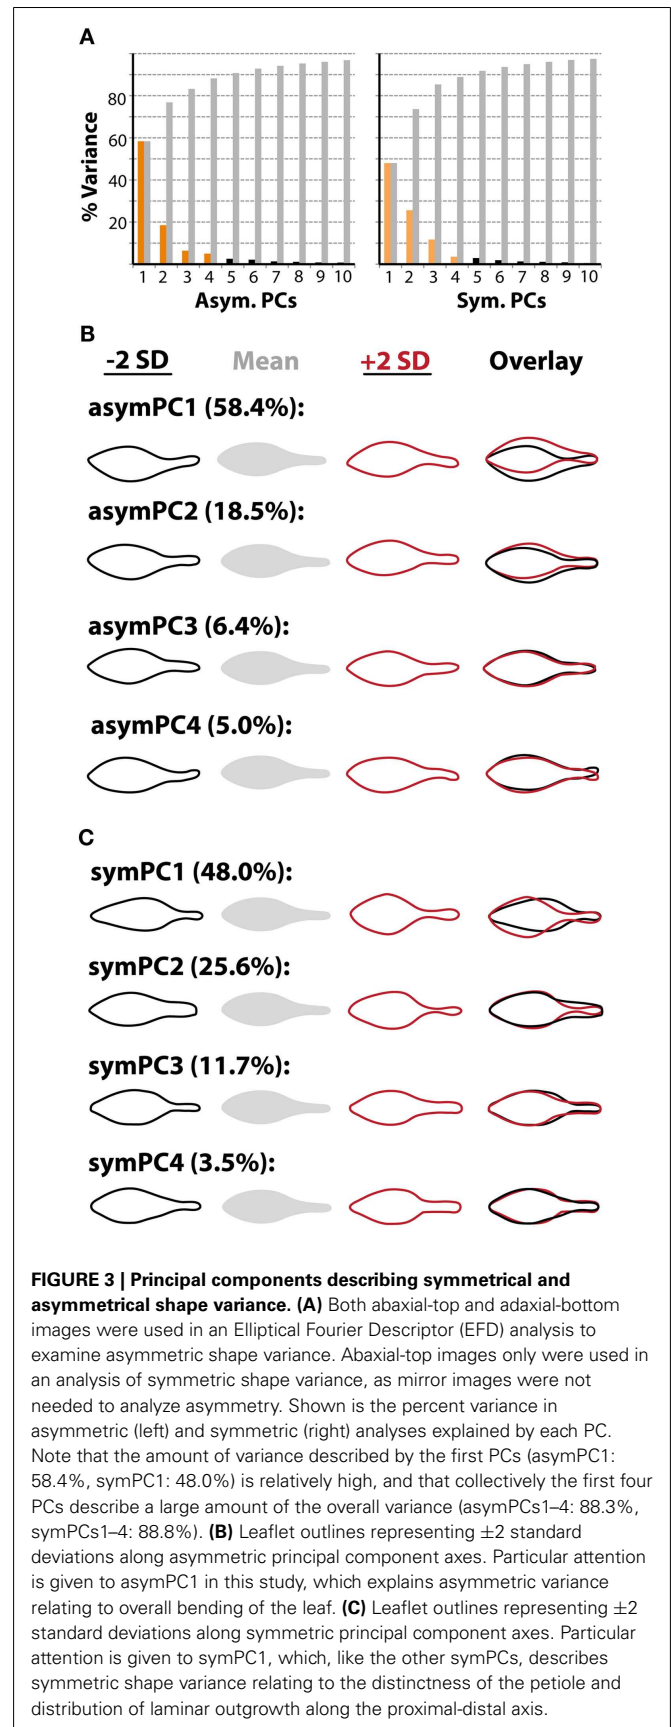 A
% Variance
80
60
40
20
1 2 3 4 5 6 7 8 9 10
Asym. PCs
1 2 3 4 5 6 7 8 9 10
Sym. PCs
B
-2 SD Mean +2 SD Overlay
asymPC1 (58.4%):
asymPC2 (18.5%):
asymPC3 (6.4%):
asymPC4 (5.0%):
C
symPC1 (48.0%):
symPC2 (25.6%):
symPC3 (11.7%):
symPC4 (3.5%):
FIGURE 3 | Principal components describing symmetrical and
asymmetrical shape variance. (A) Both abaxial-top and adaxial-bottom
images were used in an Elliptical Fourier Descriptor (EFD) analysis to
examine asymmetric shape variance. Abaxial-top images only were used in
an analysis of symmetric shape variance, as mirror images were not
needed to analyze asymmetry. Shown is the percent variance in
asymmetric (left) and symmetric (right) analyses explained by each PC.
Note that the amount of variance described by the first PCs (asymPC1:
58.4%, symPC1: 48.0%) is relatively high, and that collectively the first four
PCs describe a large amount of the overall variance (asymPCs1–4: 88.3%,
symPCs1–4: 88.8%). (B) Leaflet outlines representing ±2 standard
deviations along asymmetric principal component axes. Particular attention
is given to asymPC1 in this study, which explains asymmetric variance
relating to overall bending of the leaf. (C) Leaflet outlines representing ±2
standard deviations along symmetric principal component axes. Particular
attention is given to symPC1, which, like the other symPCs, describes
symmetric shape variance relating to the distinctness of the petiole and
distribution of laminar outgrowth along the proximal-distal axis.